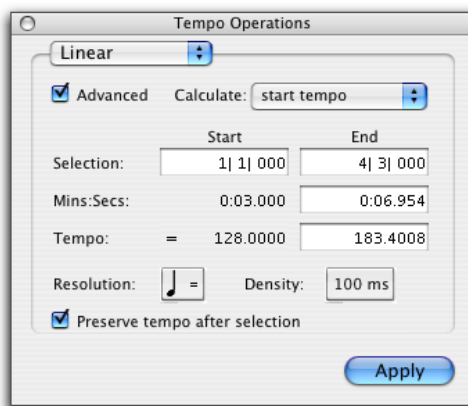 Tempo Operations
Linear
Advanced Calculate: start tempo
Start End
Selection: 1| 1| 000 4| 3| 000
Mins:Secs: 0:03.000 0:06.954
Tempo: = 128.0000 183.4008
Resolution: ♩ = Density: 100 ms
Preserve tempo after selection
Apply